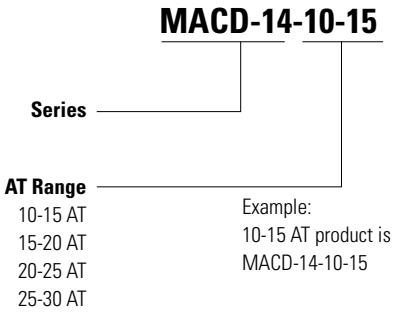 MACD-14-10-15
Series
AT Range
10-15 AT
15-20 AT
20-25 AT
25-30 AT
Example:
10-15 AT product is
MACD-14-10-15